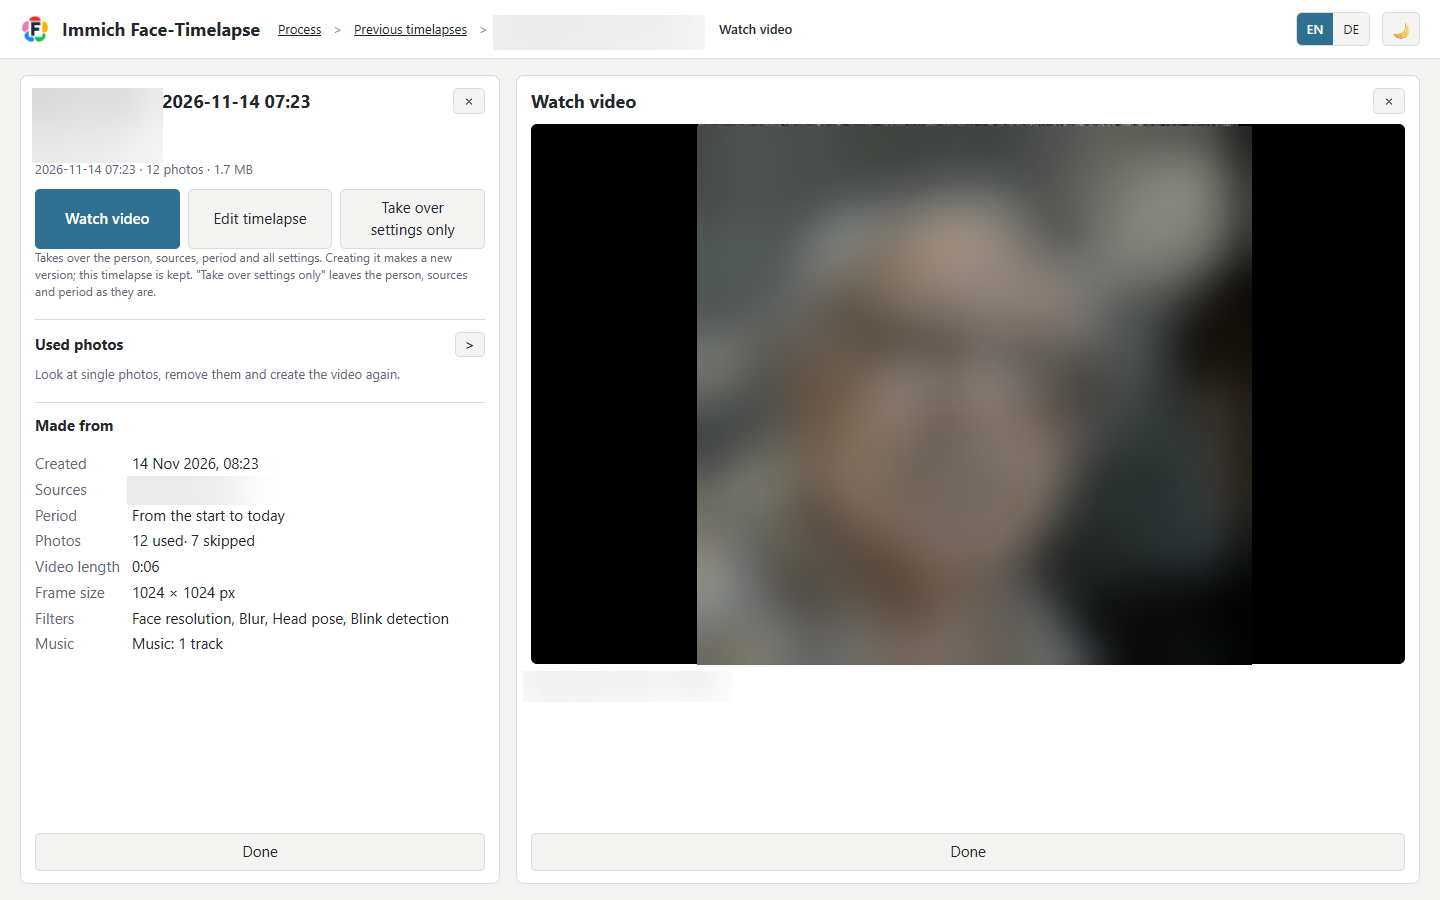 Immich Face-Timelapse
Process > Previous timelapses > Watch video
EN DE
2026-11-14 07:23
×
2026-11-14 07:23 · 12 photos · 1.7 MB
Watch video
Edit timelapse
Take over
settings only
Takes over the person, sources, period and all settings. Creating it makes a new
version; this timelapse is kept. "Take over settings only" leaves the person, sources
and period as they are.
Used photos
>
Look at single photos, remove them and create the video again.
Made from
Created 14 Nov 2026, 08:23
Sources
Period From the start to today
Photos 12 used· 7 skipped
Video length 0:06
Frame size 1024 × 1024 px
Filters Face resolution, Blur, Head pose, Blink detection
Music Music: 1 track
Done
Watch video
×
Done